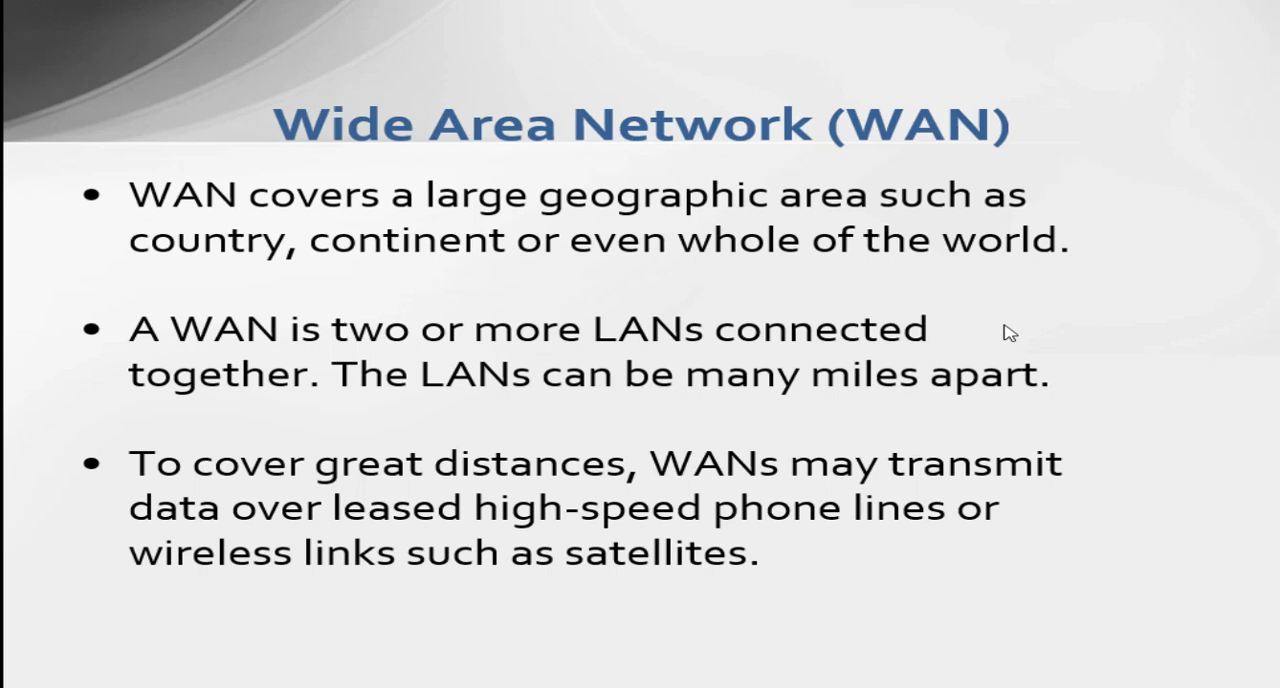 Wide Area Network (WAN)
• WAN covers a large geographic area such as
country, continent or even whole of the world.
• A WAN is two or more LANs connected
together. The LANs can be many miles apart.
• To cover great distances, WANs may transmit
data over leased high-speed phone lines or
wireless links such as satellites.